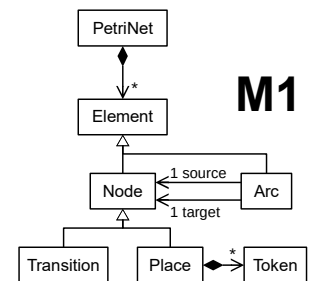 PetriNet
*
M1
Element
1 source
Node
Arc
1 target
*
Transition
Place
Token